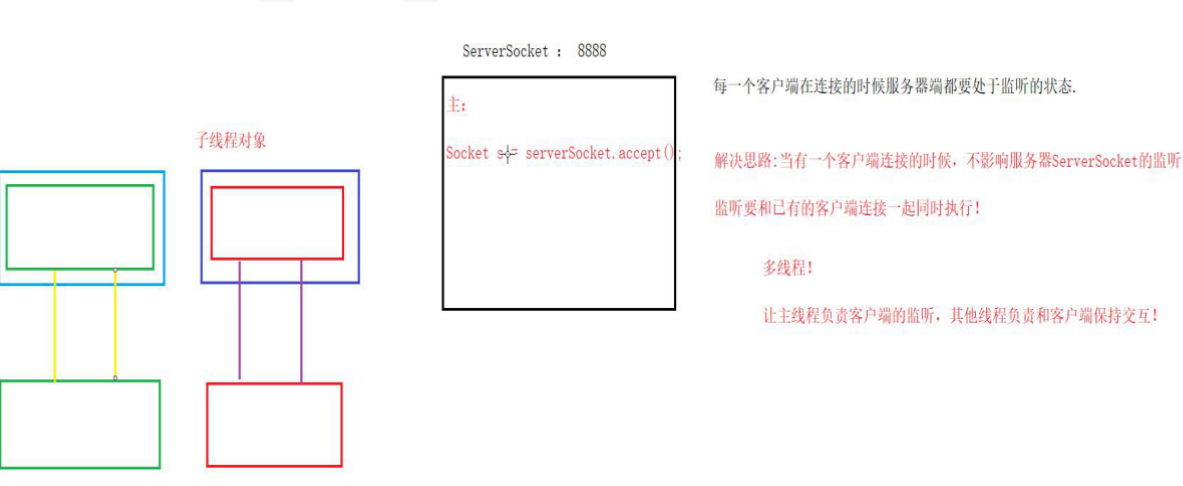 ServerSocket : 8888
每一个客户端在连接的时候服务器端都要处于监听的状态.
主:
子线程对象
Socket s = serverSocket.accept();
解决思路:当有一个客户端连接的时候, 不影响服务器ServerSocket的监听
监听要和已有的客户端连接一起同时执行!
多线程!
让主线程负责客户端的监听, 其他线程负责和客户端保持交互!